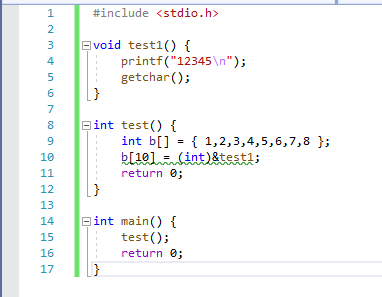 1 #include <stdio.h>
2
3 void test1() {
4 printf("12345\n");
5 getchar();
6 }
7
8 int test() {
9 int b[] = { 1,2,3,4,5,6,7,8 };
10 b[10] = (int)&test1;
11 return 0;
12 }
13
14 int main() {
15 test();
16 return 0;
17 }